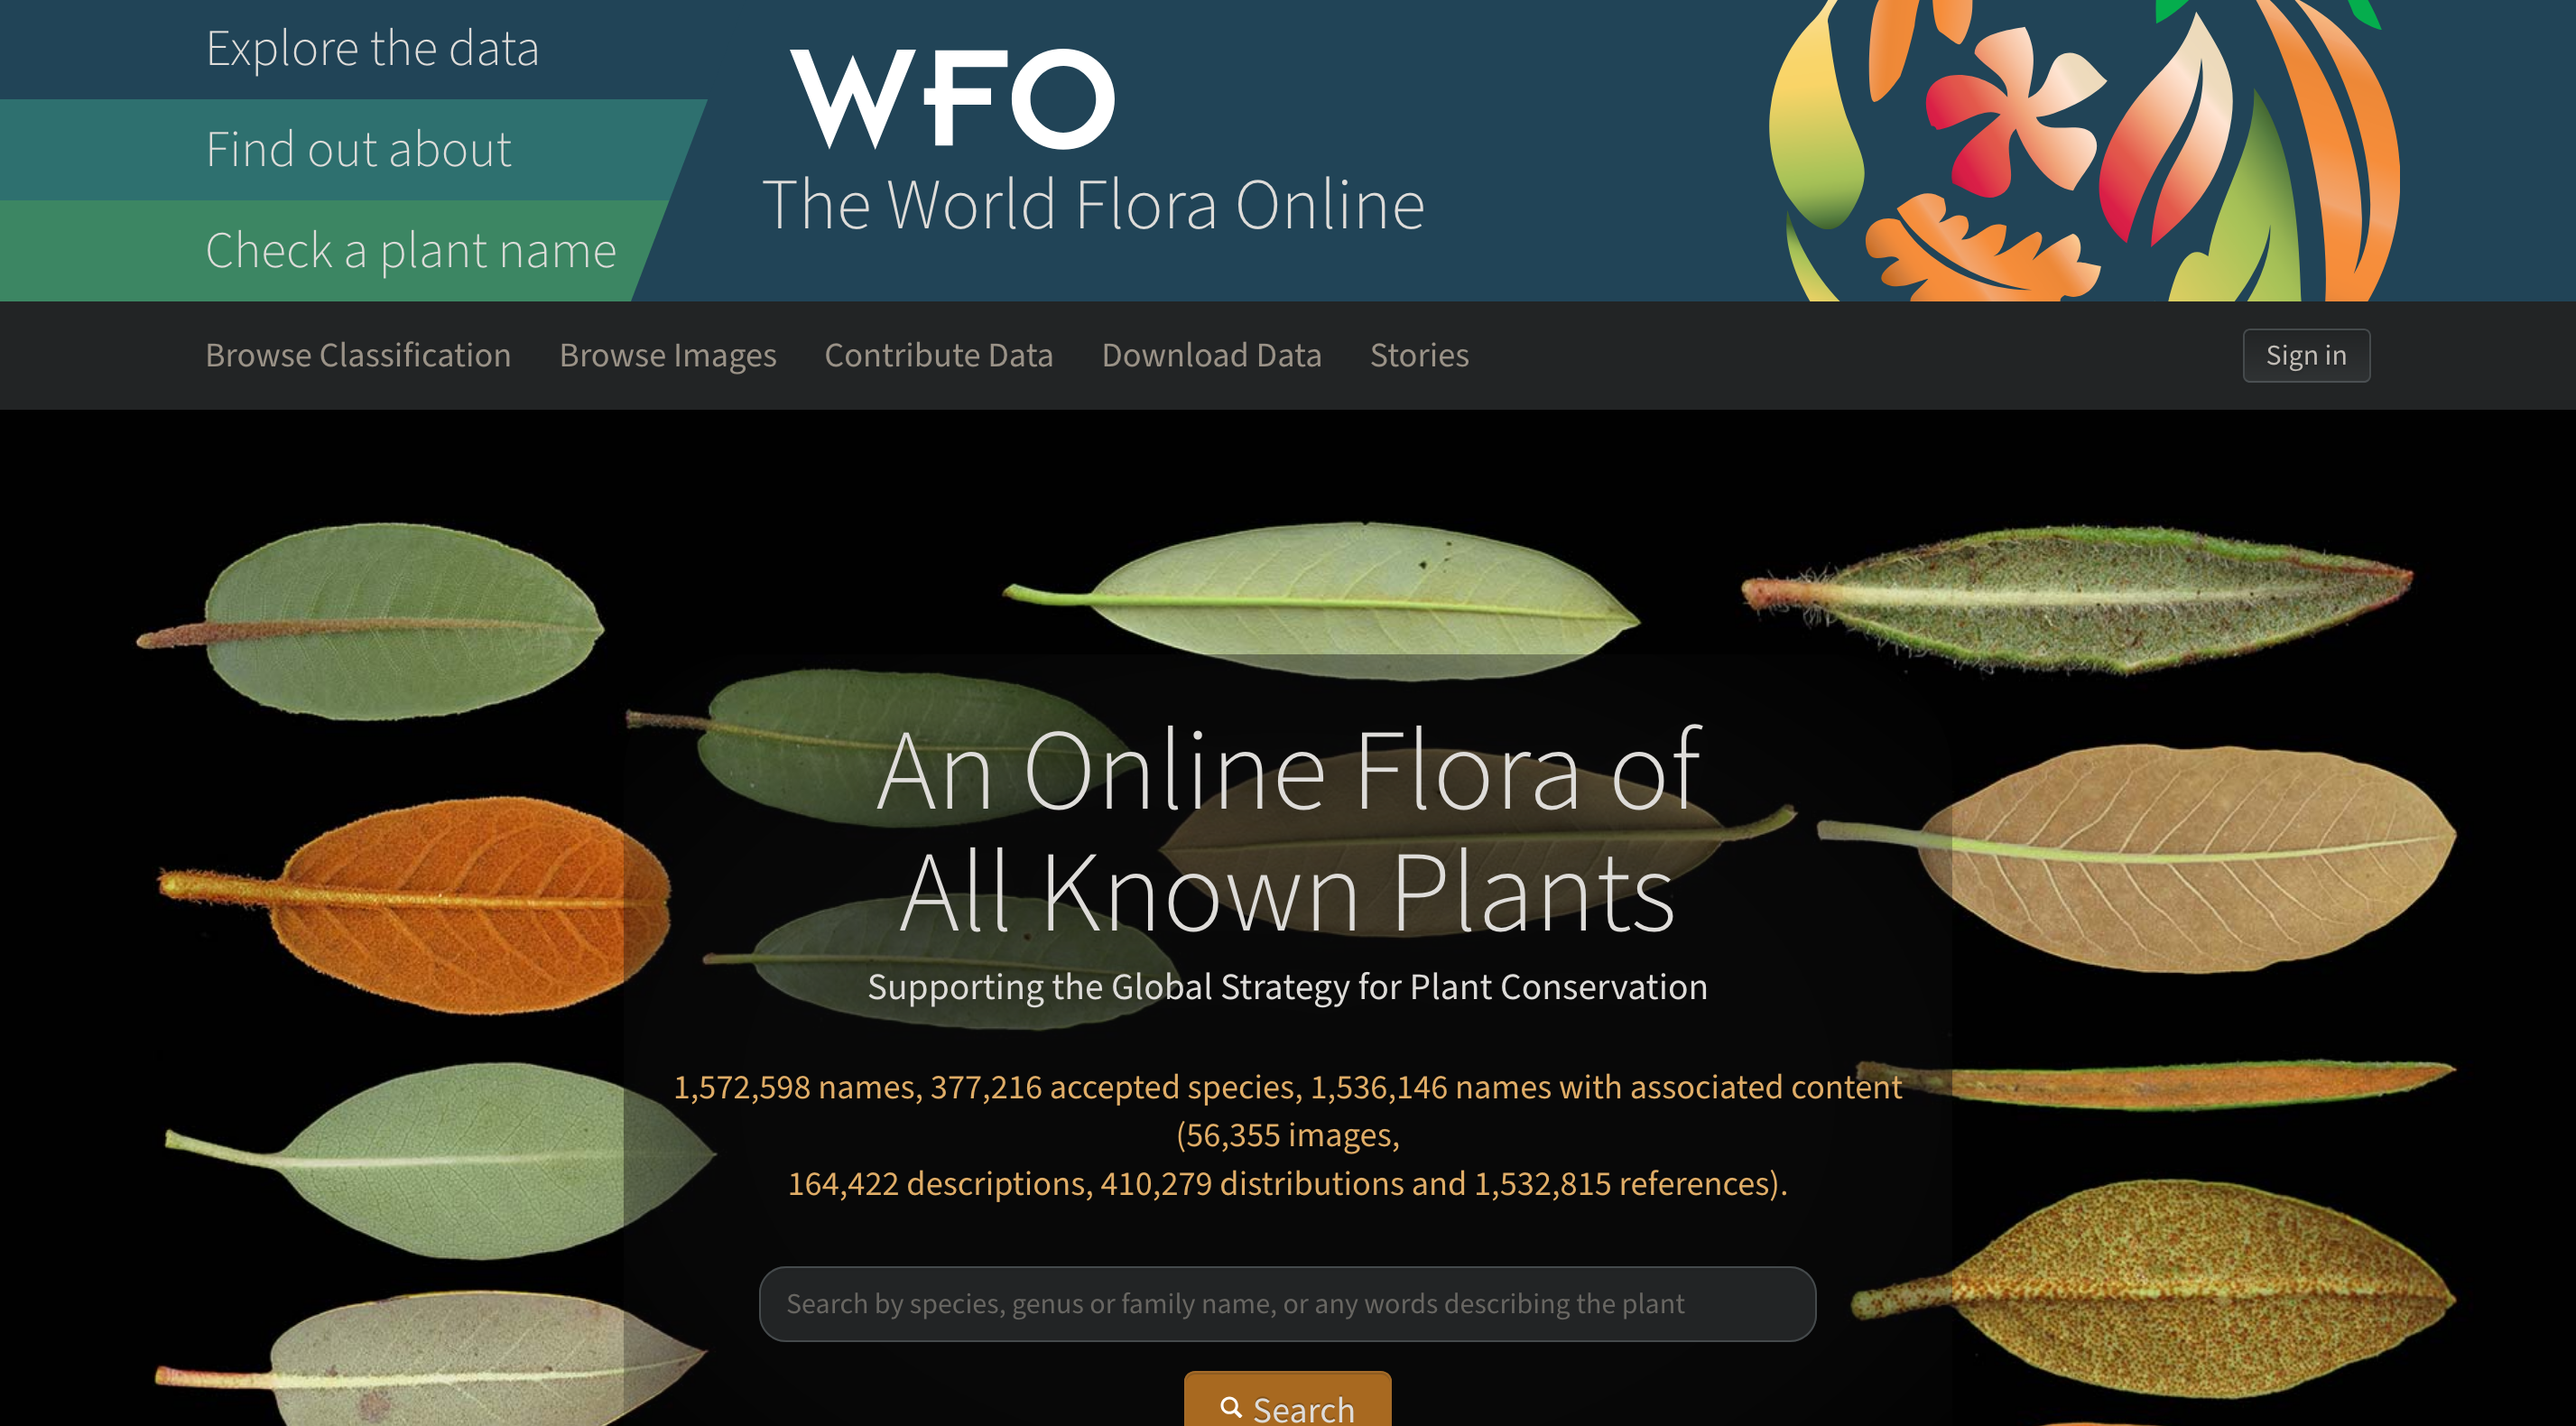 Explore the data
Find out about
Check a plant name
WFO
The World Flora Online
Browse Classification Browse Images Contribute Data Download Data Stories Sign in
An Online Flora of
All Known Plants
Supporting the Global Strategy for Plant Conservation
1,572,598 names, 377,216 accepted species, 1,536,146 names with associated content
(56,355 images,
164,422 descriptions, 410,279 distributions and 1,532,815 references).
Search by species, genus or family name, or any words describing the plant
Search